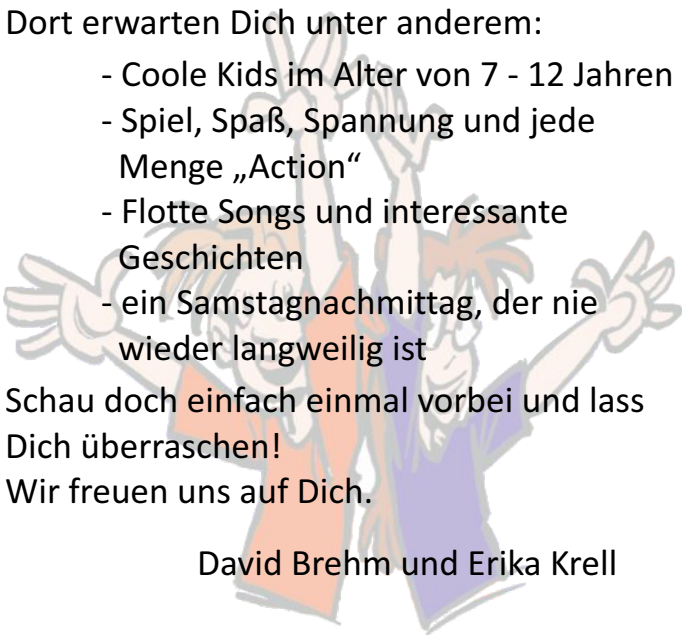 Dort erwarten Dich unter anderem:
- Coole Kids im Alter von 7 - 12 Jahren
- Spiel, Spaß, Spannung und jede
Menge „Action“
- Flotte Songs und interessante
Geschichten
- ein Samstagnachmittag, der nie
wieder langweilig ist
Schau doch einfach einmal vorbei und lass
Dich überraschen!
Wir freuen uns auf Dich.
David Brehm und Erika Krell